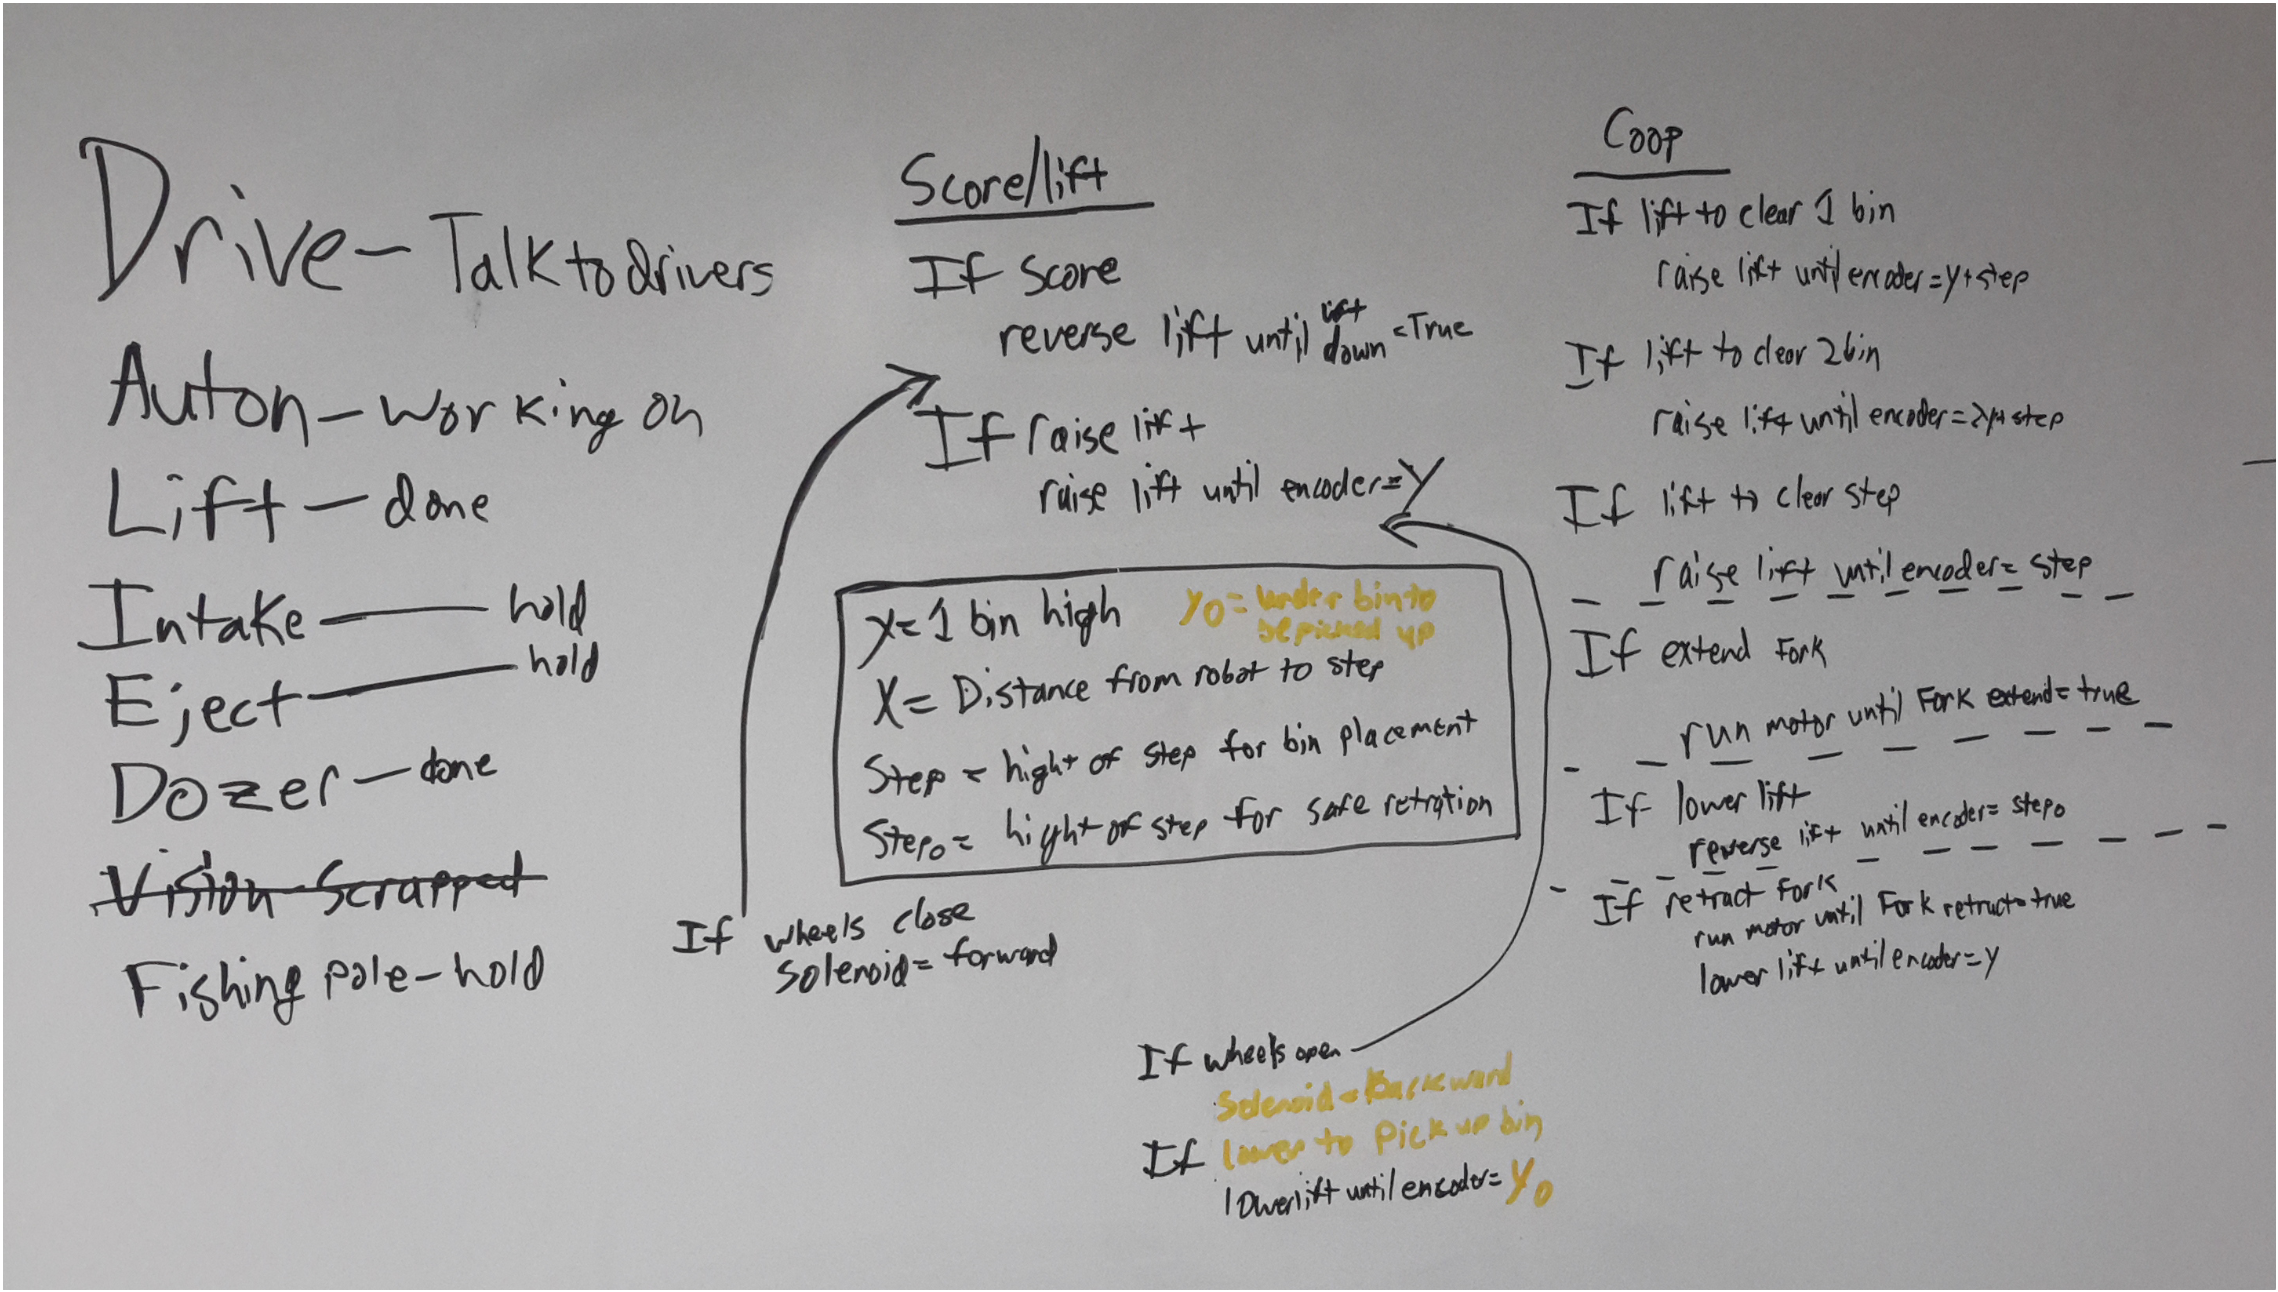 Drive - Talk to drivers
Auton - working on
Lift - done
Intake - hold
Eject - hold
Dozer - done
Vision - Scrapped
Fishing pole - hold
Score/lift
If Score
reverse lift until lift down = True
If raise lift
raise lift until encoder = Y
y = 1 bin high
Y0 = under bin to
be picked up
X = Distance from robot to step
Step = hight of step for bin placement
Step0 = hight of step for safe retration
If wheels close
Solenoid = forward
If wheels open
Solenoid = Backward
If lower to Pick up bin
lower lift until encoder = Y0
Coop
If lift to clear 1 bin
raise lift until encoder = y + step
If lift to clear 2 bin
raise lift until encoder = 2y + step
If lift to clear step
raise lift until encoder = step
If extend Fork
run motor until Fork extend = true
If lower lift
reverse lift until encoder = step0
If retract Fork
run motor until Fork retract = true
lower lift until encoder = y